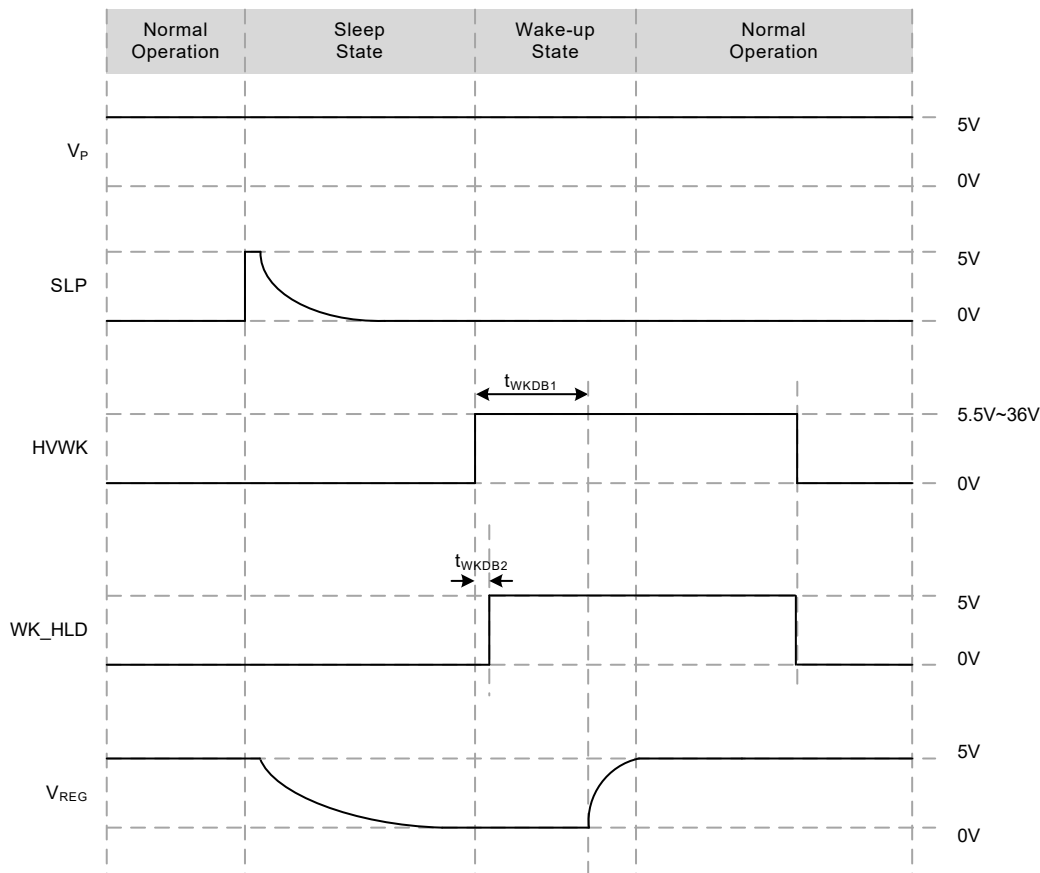 Normal
Operation
Sleep
State
Wake-up
State
Normal
Operation
VP
5V
0V
SLP
5V
0V
tWKDB1
HVWK
5.5V~36V
0V
tWKDB2
WK_HLD
5V
0V
VREG
5V
0V